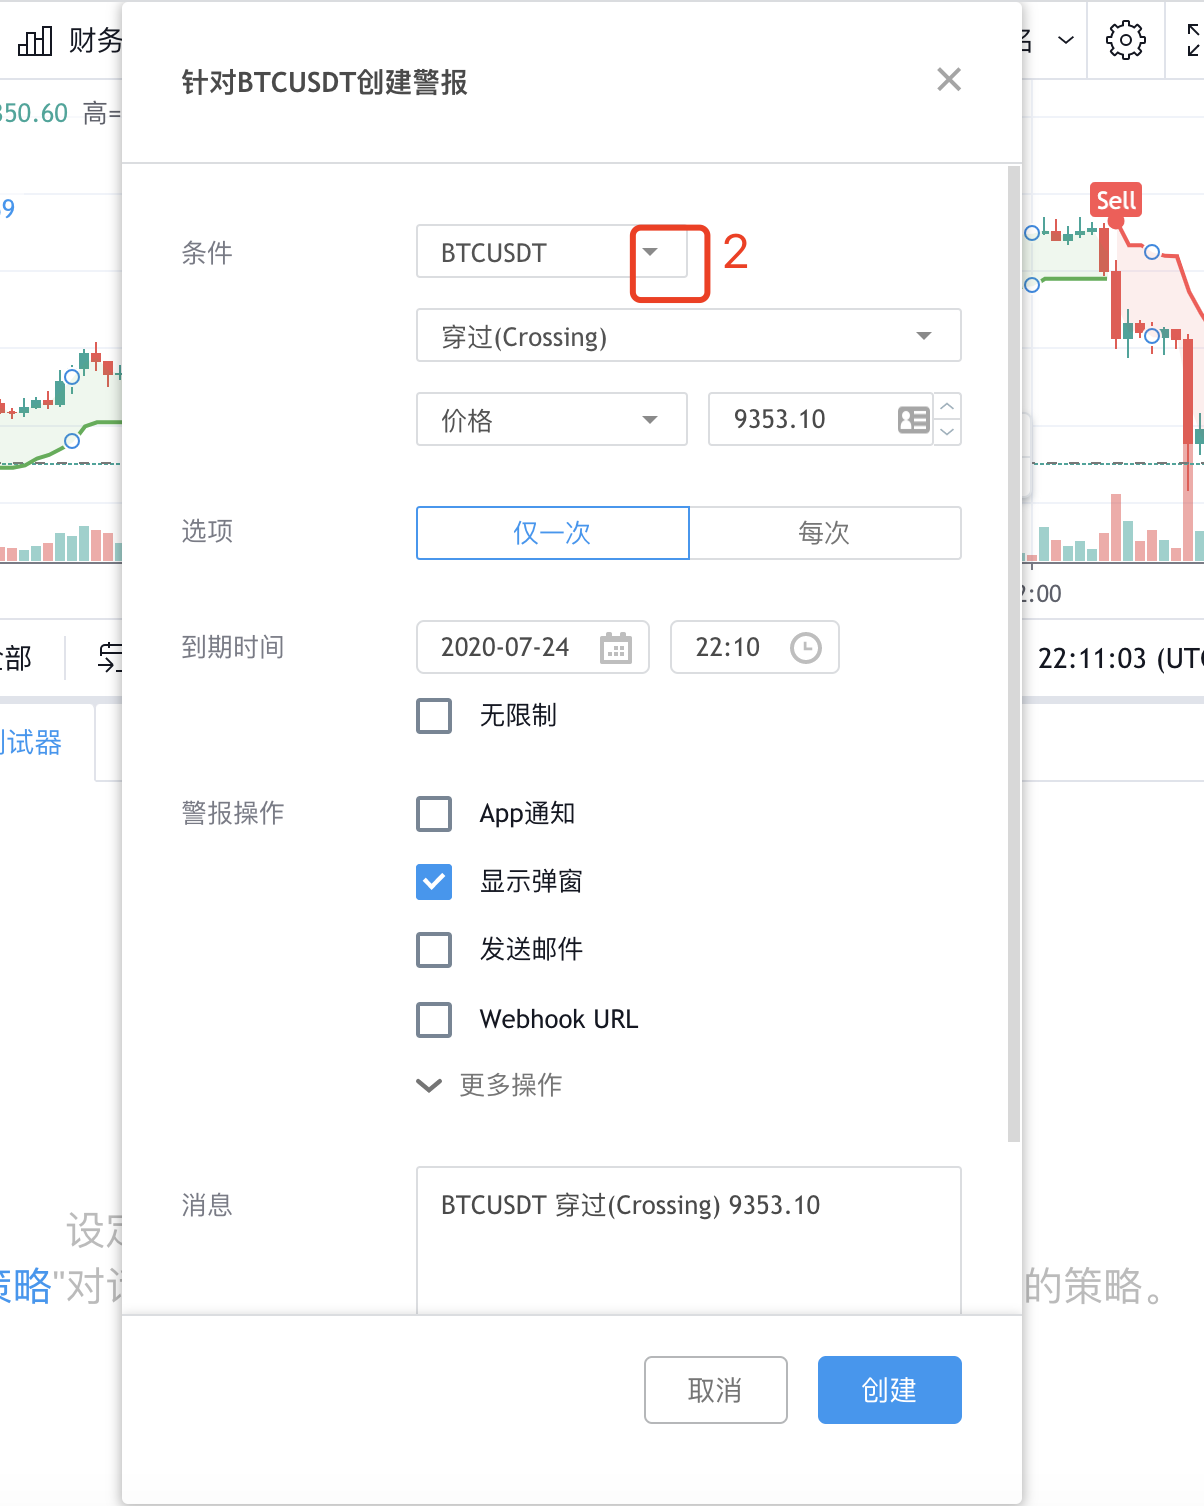 财务
针对BTCUSDT创建警报
350.60 高=
9
Sell
条件
BTCUSDT
2
穿过(Crossing)
价格
9353.10
选项
仅一次
每次
2:00
到期时间
2020-07-24
22:10
部
22:11:03 (UTC
无限制
试器
警报操作
App通知
显示弹窗
发送邮件
Webhook URL
更多操作
消息
BTCUSDT 穿过(Crossing) 9353.10
设定
策略"对话
的策略。
取消
创建